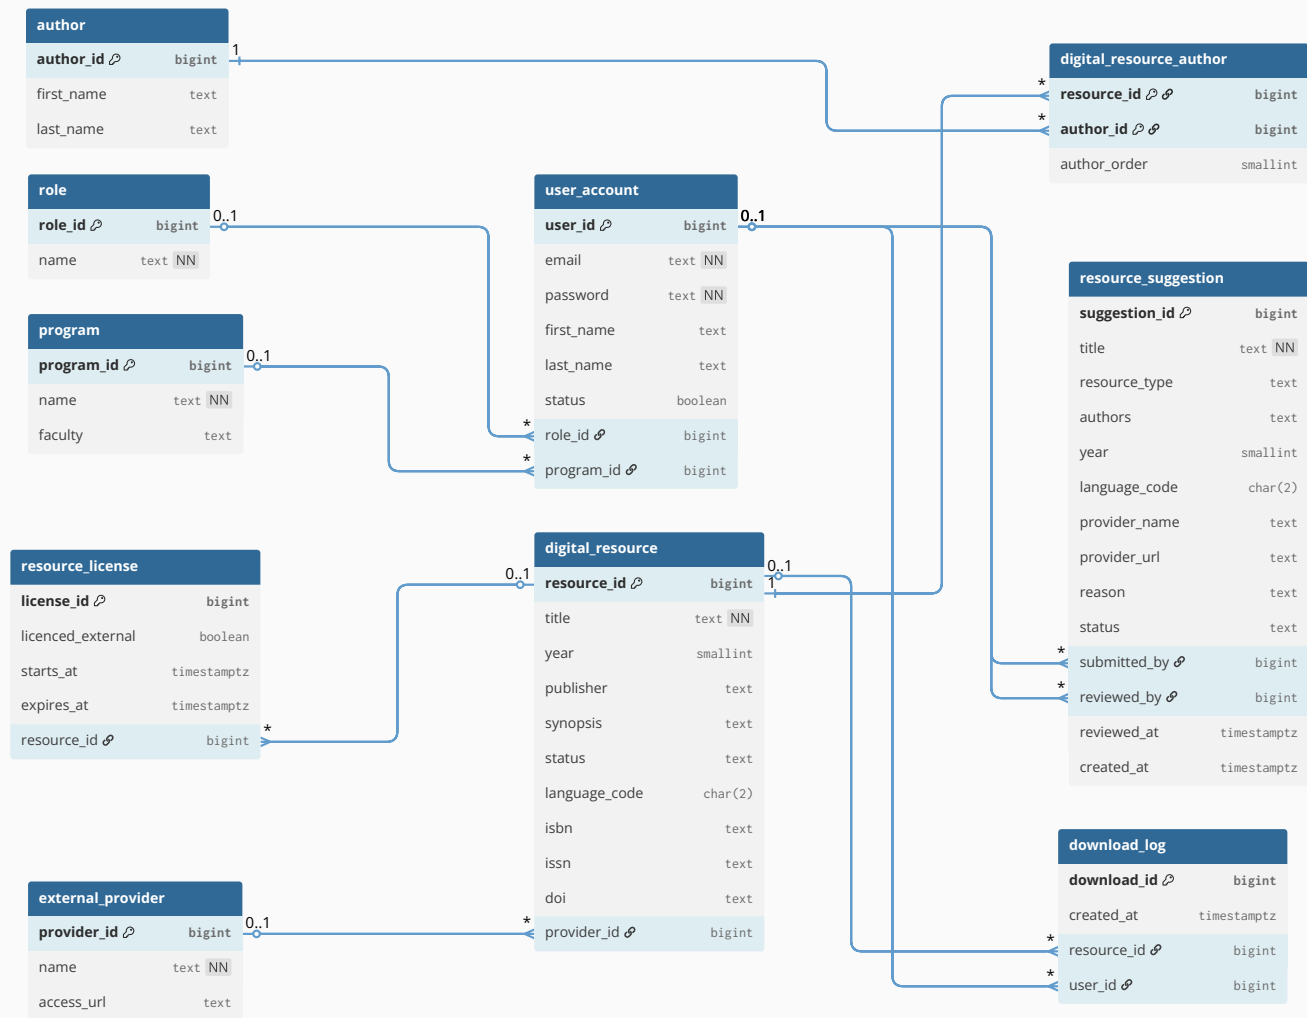 author
author_id bigint
first_name text
last_name text
1
role
role_id bigint
name text NN
0..1
program
program_id bigint
name text NN
faculty text
0..1
user_account
user_id bigint
email text NN
password text NN
first_name text
last_name text
status boolean
role_id bigint
program_id bigint
0..1
*
*
digital_resource_author
resource_id bigint
author_id bigint
author_order smallint
*
*
resource_suggestion
suggestion_id bigint
title text NN
resource_type text
authors text
year smallint
language_code char(2)
provider_name text
provider_url text
reason text
status text
submitted_by bigint
reviewed_by bigint
reviewed_at timestamptz
created_at timestamptz
*
*
resource_license
license_id bigint
licenced_external boolean
starts_at timestamptz
expires_at timestamptz
resource_id bigint
*
digital_resource
resource_id bigint
title text NN
year smallint
publisher text
synopsis text
status text
language_code char(2)
isbn text
issn text
doi text
provider_id bigint
0..1
0..1
1
*
external_provider
provider_id bigint
name text NN
access_url text
0..1
download_log
download_id bigint
created_at timestamptz
resource_id bigint
user_id bigint
*
*